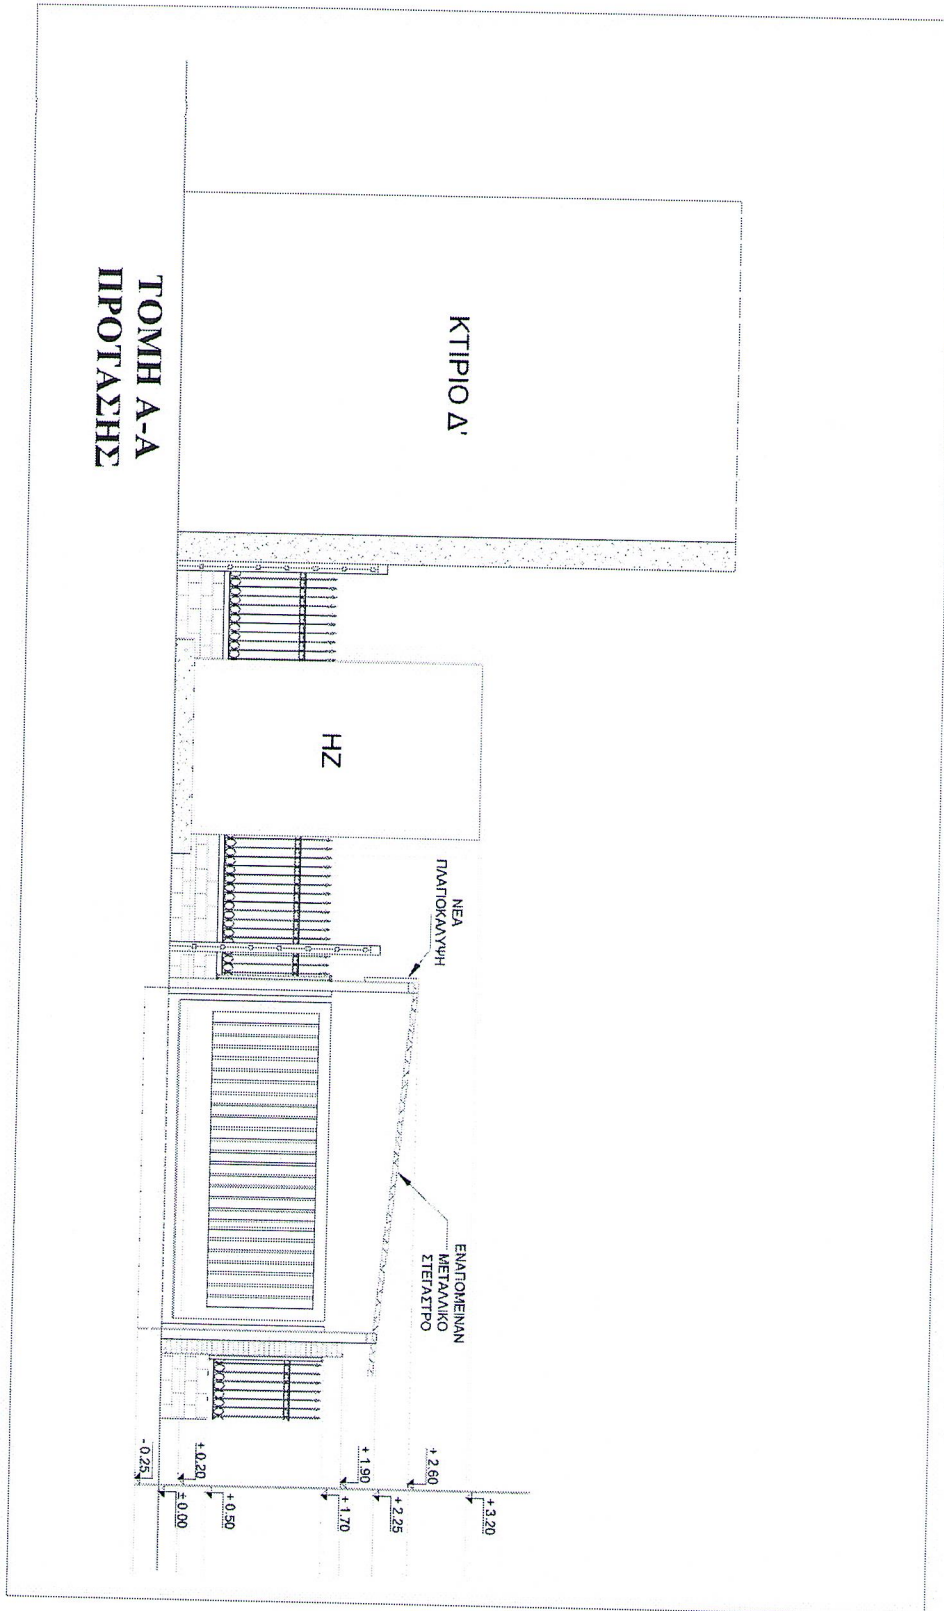 ΚΤΙΡΙΟ Δ'
ΗΖ
ΝΕΑ
ΠΛΑΓΙΟΚΑΛΥΨΗ
ΕΝΑΠΟΜΕΙΝΑΝ
ΜΕΤΑΛΛΙΚΟ
ΣΤΕΓΑΣΤΡΟ
+ 3.20
+ 2.60
+ 2.25
+ 1.90
+ 1.70
+ 0.50
+ 0.20
± 0.00
- 0.25
ΤΟΜΗ Α-Α
ΠΡΟΤΑΣΗΣ